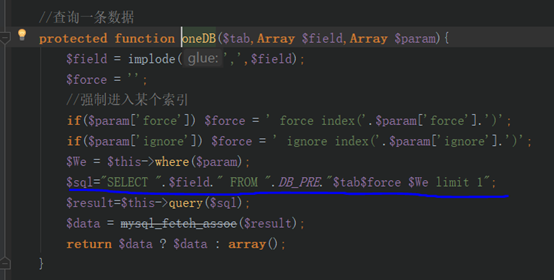 //查询一条数据
protected function oneDB($tab,Array $field,Array $param){
$field = implode( glue: ',',$field);
$force = '';
//强制进入某个索引
if($param['force']) $force = ' force index('.$param['force'].')';
if($param['ignore']) $force = ' ignore index('.$param['ignore'].')';
$We = $this->where($param);
$sql="SELECT ".$field." FROM ".DB_PRE."$tab$force $We limit 1";
$result=$this->query($sql);
$data = mysql_fetch_assoc($result);
return $data ? $data : array();
}